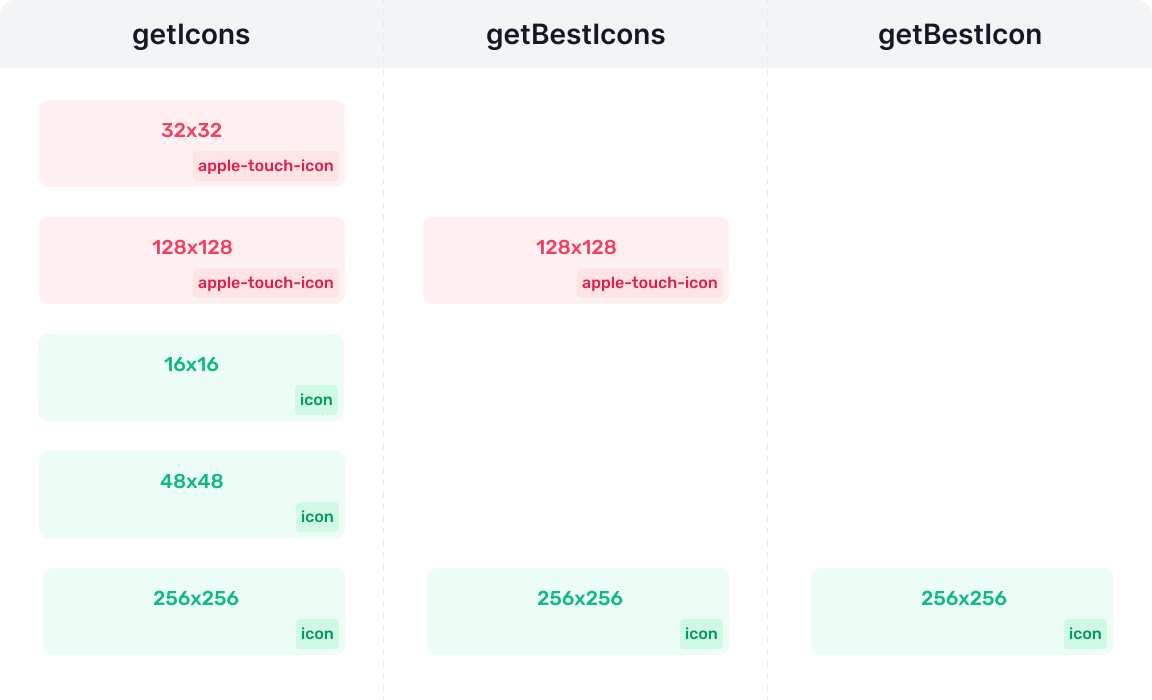 getIcons
getBestIcons
getBestIcon
32x32
apple-touch-icon
128x128
apple-touch-icon
128x128
apple-touch-icon
16x16
icon
48x48
icon
256x256
icon
256x256
icon
256x256
icon